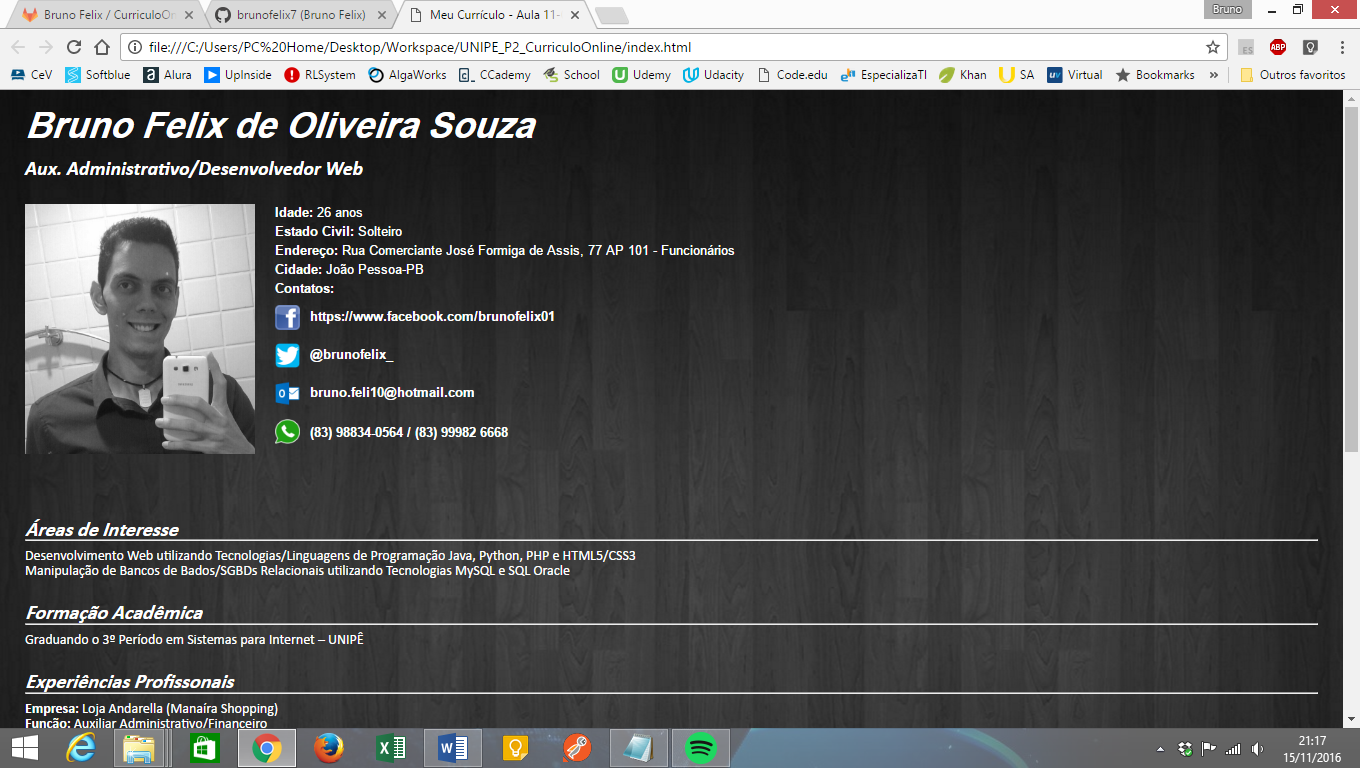 Bruno Felix / CurriculoOn
brunofelix7 (Bruno Felix)
Meu Currículo - Aula 11-
Bruno
file:///C:/Users/PC%20Home/Desktop/Workspace/UNIPE_P2_CurriculoOnline/index.html
ES
ABP
CeV
Softblue
Alura
UpInside
RLSystem
AlgaWorks
CCademy
School
Udemy
Udacity
Code.edu
EspecializaTI
Khan
SA
Virtual
Bookmarks
»
Outros favoritos
Bruno Felix de Oliveira Souza
Aux. Administrativo/Desenvolvedor Web
Idade: 26 anos
Estado Civil: Solteiro
Endereço: Rua Comerciante José Formiga de Assis, 77 AP 101 - Funcionários
Cidade: João Pessoa-PB
Contatos:
https://www.facebook.com/brunofelix01
@brunofelix_
bruno.feli10@hotmail.com
(83) 98834-0564 / (83) 99982 6668
Áreas de Interesse
Desenvolvimento Web utilizando Tecnologias/Linguagens de Programação Java, Python, PHP e HTML5/CSS3
Manipulação de Bancos de Bados/SGBDs Relacionais utilizando Tecnologias MySQL e SQL Oracle
Formação Acadêmica
Graduando o 3º Período em Sistemas para Internet – UNIPÊ
Experiências Profissonais
Empresa: Loja Andarella (Manaíra Shopping)
Função: Auxiliar Administrativo/Financeiro
21:17
15/11/2016